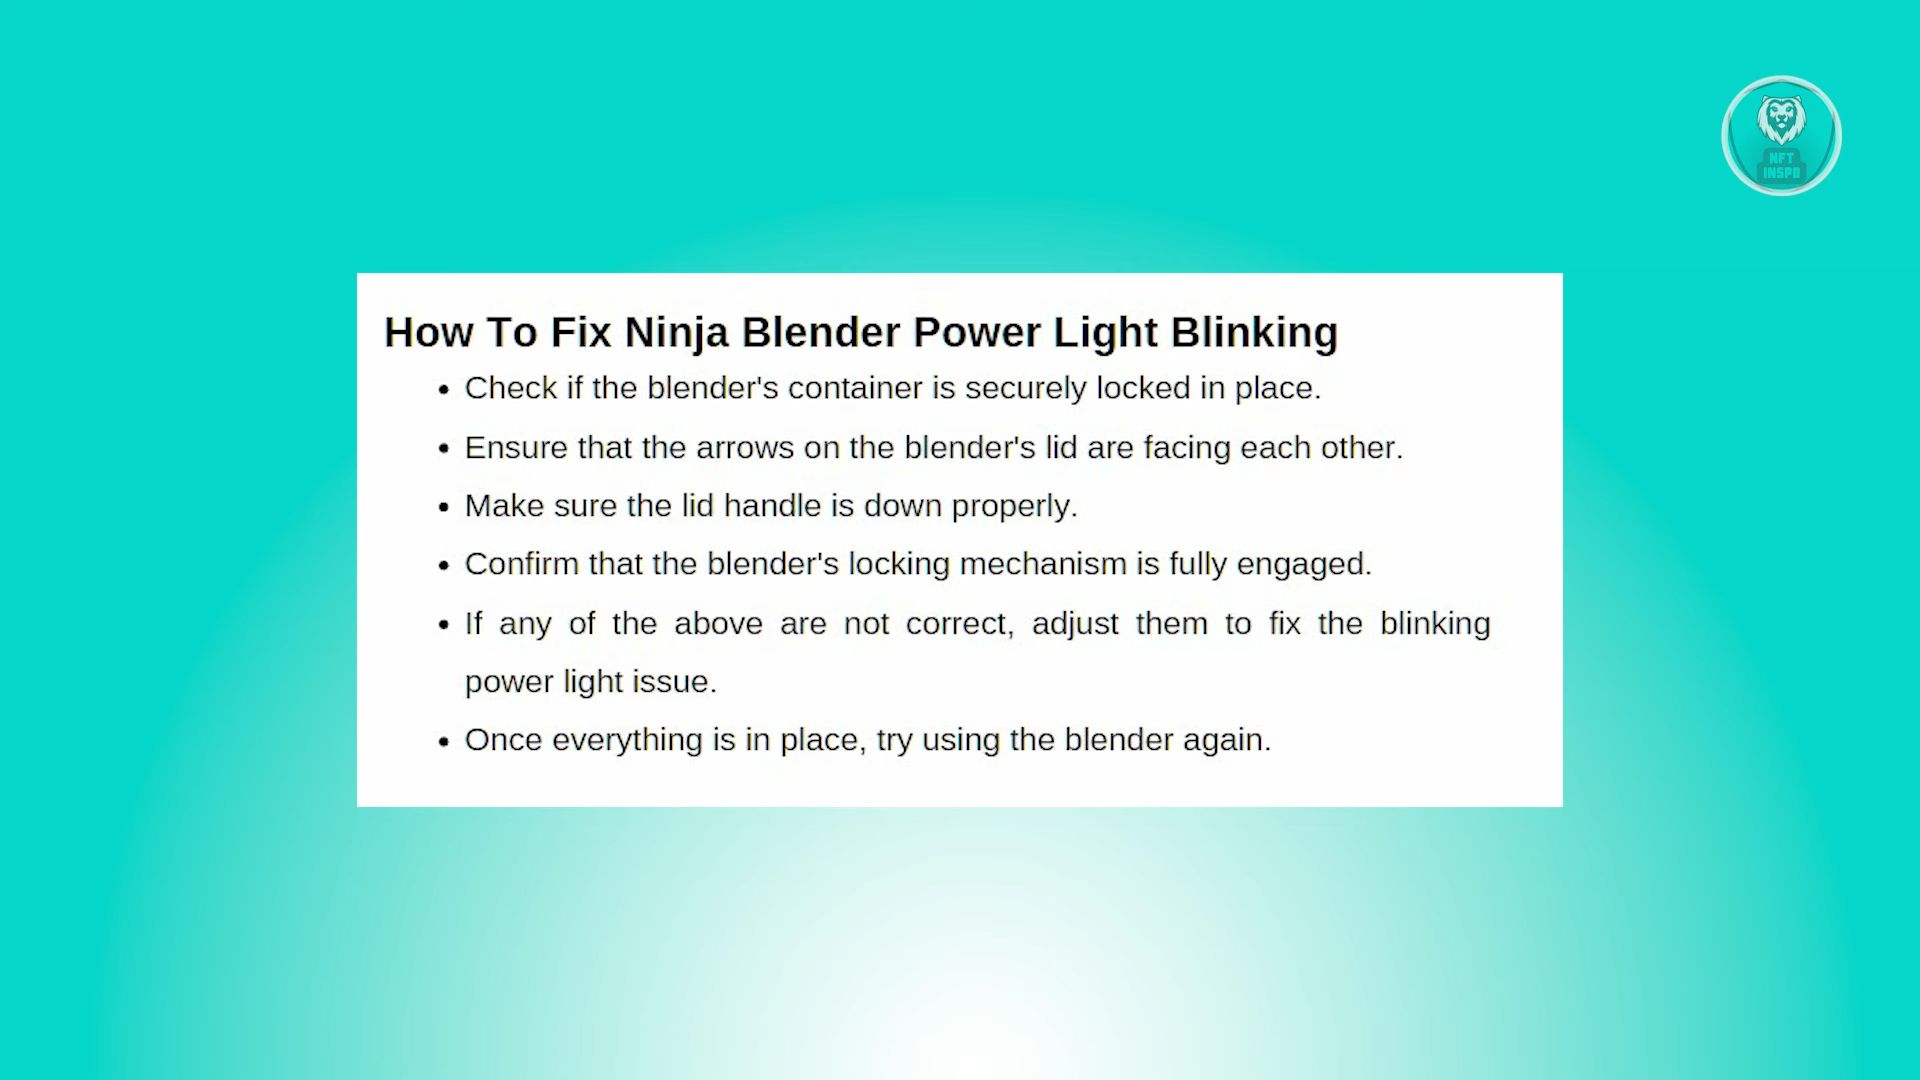 NFT
INSPO
How To Fix Ninja Blender Power Light Blinking
• Check if the blender's container is securely locked in place.
• Ensure that the arrows on the blender's lid are facing each other.
• Make sure the lid handle is down properly.
• Confirm that the blender's locking mechanism is fully engaged.
• If any of the above are not correct, adjust them to fix the blinking
power light issue.
• Once everything is in place, try using the blender again.